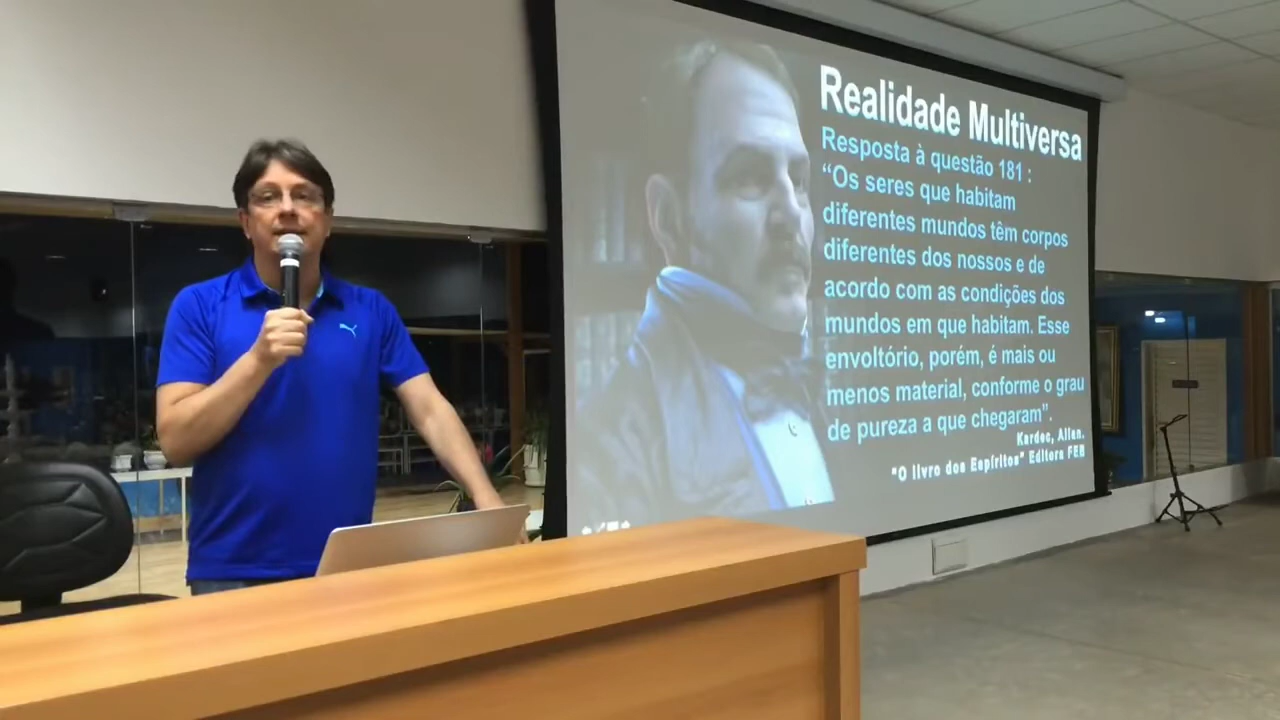 Realidade Multiversa
Resposta à questão 181 :
“Os seres que habitam
diferentes mundos têm corpos
diferentes dos nossos e de
acordo com as condições dos
mundos em que habitam. Esse
envoltório, porém, é mais ou
menos material, conforme o grau
de pureza a que chegaram”.
Kardec, Allan.
"O livro dos Espíritos" Editora FEB